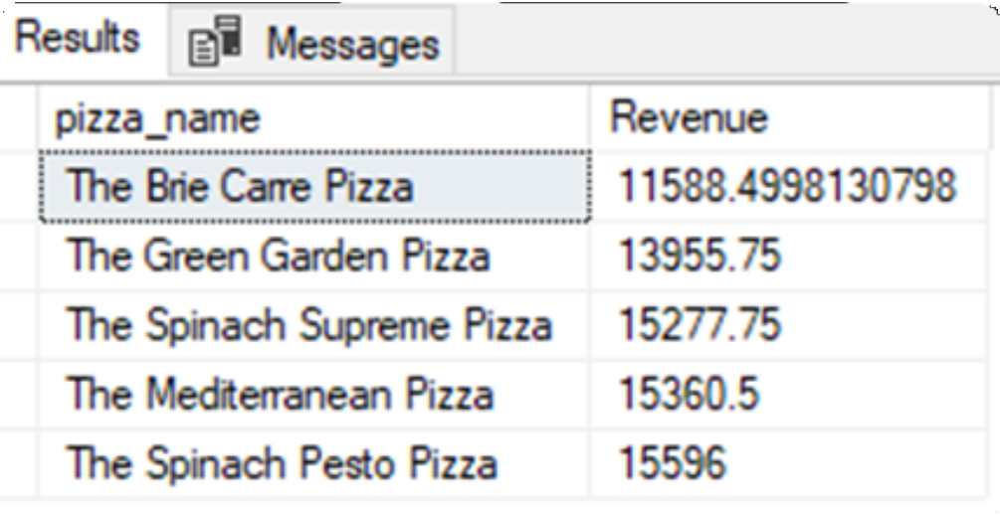 Results Messages
pizza_name Revenue
The Brie Carre Pizza 11588.4998130798
The Green Garden Pizza 13955.75
The Spinach Supreme Pizza 15277.75
The Mediterranean Pizza 15360.5
The Spinach Pesto Pizza 15596